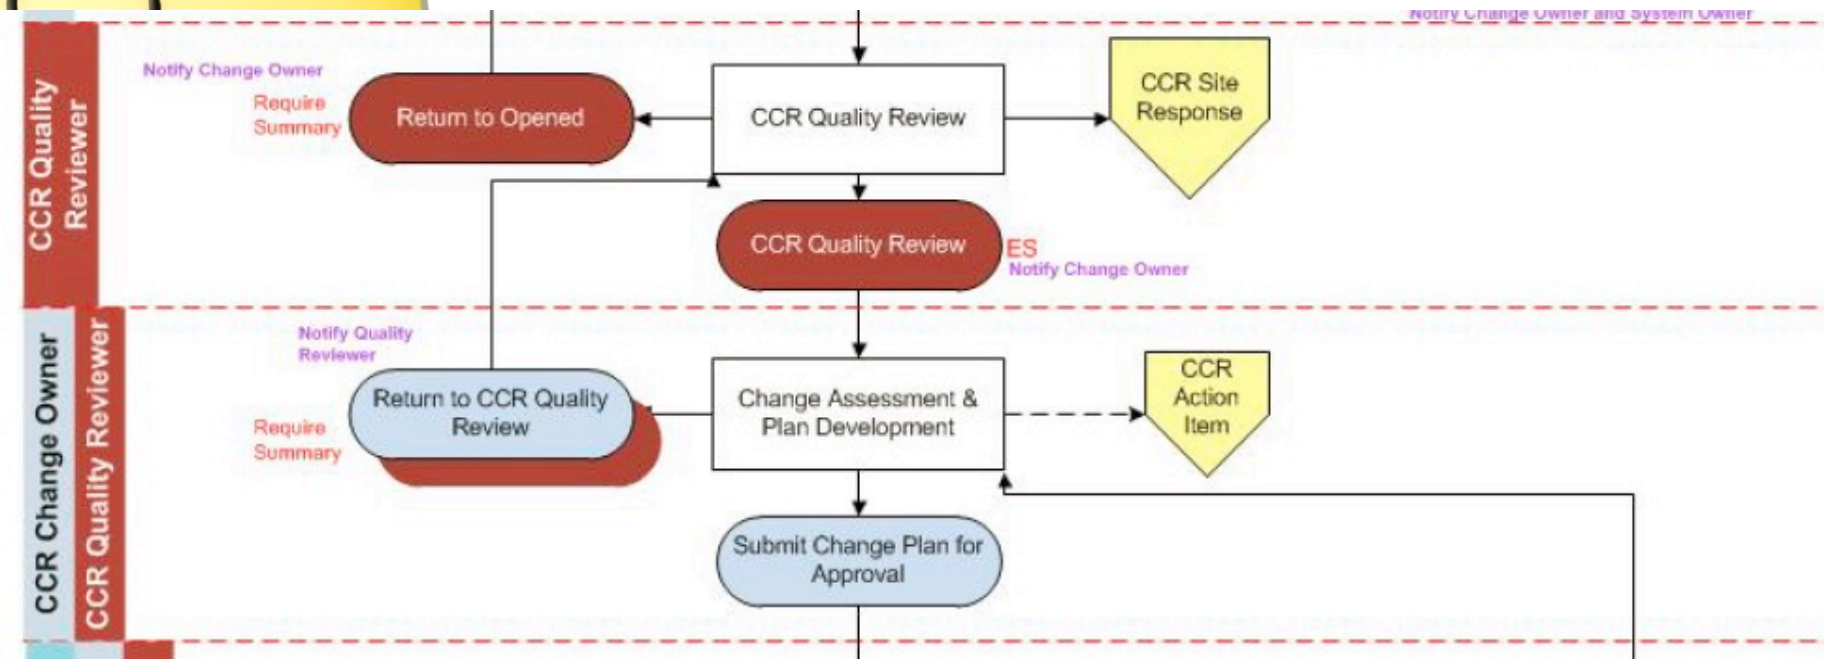 Notify Change Owner and System Owner
CCR Quality
Reviewer
Notify Change Owner
Require
Summary
Return to Opened
CCR Quality Review
CCR Site
Response
CCR Quality Review
ES
Notify Change Owner
CCR Change Owner
CCR Quality Reviewer
Notify Quality
Reviewer
Require
Summary
Return to CCR Quality
Review
Change Assessment &
Plan Development
CCR
Action
Item
Submit Change Plan for
Approval